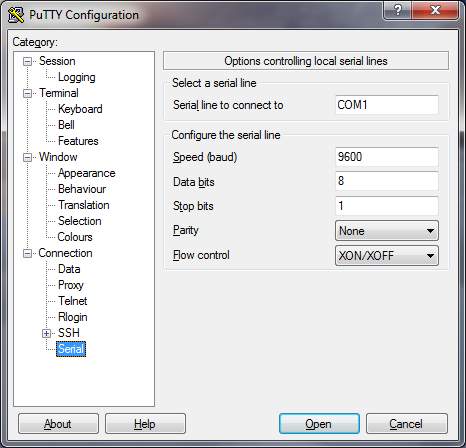 PuTTY Configuration
Category:
Session
Logging
Terminal
Keyboard
Bell
Features
Window
Appearance
Behaviour
Translation
Selection
Colours
Connection
Data
Proxy
Telnet
Rlogin
SSH
Serial
Options controlling local serial lines
Select a serial line
Serial line to connect to COM1
Configure the serial line
Speed (baud) 9600
Data bits 8
Stop bits 1
Parity None
Flow control XON/XOFF
About Help Open Cancel